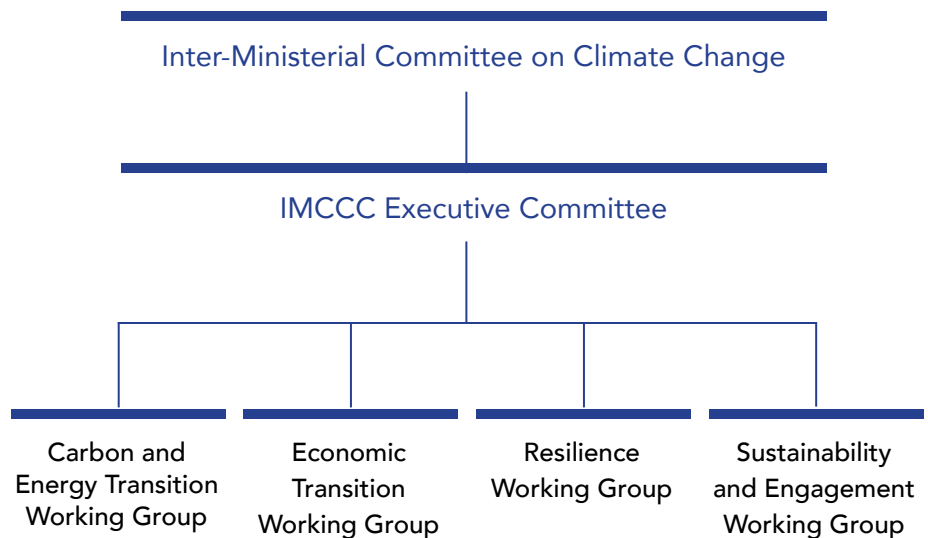 Inter-Ministerial Committee on Climate Change
IMCCC Executive Committee
Carbon and
Energy Transition
Working Group
Economic
Transition
Working Group
Resilience
Working Group
Sustainability
and Engagement
Working Group